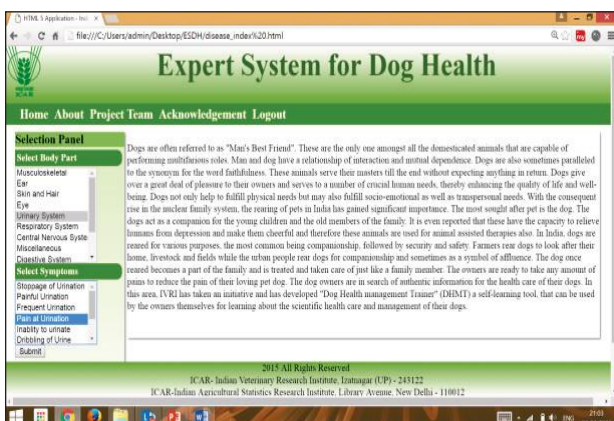 HTML 5 Application - Ind
file:///C:/Users/admin/Desktop/ESDH/disease_index%20.html
Expert System for Dog Health
Home About Project Team Acknowledgement Logout
Selection Panel
Select Body Part
Musculoskeletal
Ear
Skin and Hair
Eye
Urinary System
Respiratory System
Central Nervous Syste
Miscellaneous
Digestive System
Select Symptoms
Stoppage of Urination
Painful Urination
Frequent Urination
Pain at Urination
Inablity to urinate
Dribbling of Urine
Submit
Dogs are often referred to as "Man's Best Friend". These are the only one amongst all the domesticated animals that are capable of
performing multifarious roles. Man and dog have a relationship of interaction and mutual dependence. Dogs are also sometimes paralleled
to the synonym for the word faithfulness. These animals serve their masters till the end without expecting anything in return. Dogs give
over a great deal of pleasure to their owners and serves to a number of crucial human needs, thereby enhancing the quality of life and well-
being. Dogs not only help to fulfill physical needs but may also fulfill socio-emotional as well as transpersonal needs. With the consequent
rise in the nuclear family system, the rearing of pets in India has gained significant importance. The most sought after pet is the dog. The
dogs act as a companion for the young children and the old members of the family. It is even reported that these have the capacity to relieve
humans from depression and make them cheerful and therefore these animals are used for animal assisted therapies also. In India, dogs are
reared for various purposes, the most common being companionship, followed by security and safety. Farmers rear dogs to look after their
home, livestock and fields while the urban people rear dogs for companionship and sometimes as a symbol of affluence. The dog once
reared becomes a part of the family and is treated and taken care of just like a family member. The owners are ready to take any amount of
pains to reduce the pain of their loving pet dog. The dog owners are in search of authentic information for the health care of their dogs. In
this area, IVRI has taken an initiative and has developed "Dog Health management Trainer" (DHMT) a self-learning tool, that can be used
by the owners themselves for learning about the scientific health care and management of their dogs.
2015 All Rights Reserved
ICAR- Indian Veterinary Research Institute, Izatnagar (UP) - 243122
ICAR-Indian Agricultural Statistics Research Institute, Library Avenue, New Delhi - 110012
ENG
21:03